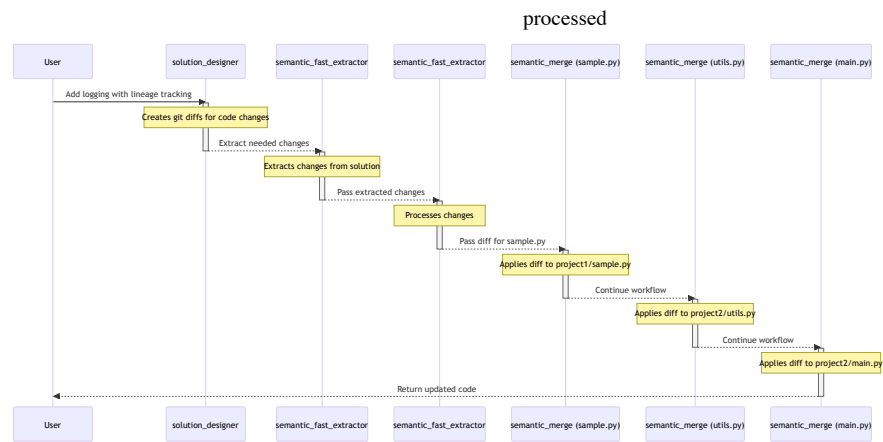 processed
User
solution_designer
semantic_fast_extractor
semantic_fast_extractor
semantic_merge (sample.py)
semantic_merge (utils.py)
semantic_merge (main.py)
Add logging with lineage tracking
Creates git diffs for code changes
Extract needed changes
Extracts changes from solution
Pass extracted changes
Processes changes
Pass diff for sample.py
Applies diff to project1/sample.py
Continue workflow
Applies diff to project2/utils.py
Continue workflow
Applies diff to project2/main.py
Return updated code
User
solution_designer
semantic_fast_extractor
semantic_fast_extractor
semantic_merge (sample.py)
semantic_merge (utils.py)
semantic_merge (main.py)